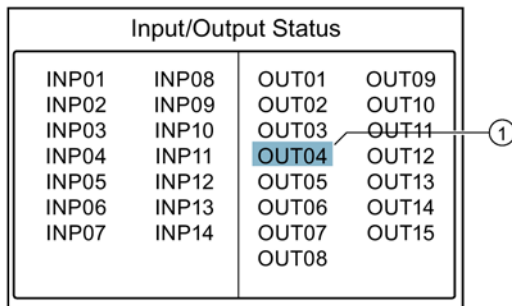 Input/Output Status
INP01 INP08 OUT01 OUT09
INP02 INP09 OUT02 OUT10
INP03 INP10 OUT03 OUT11
INP04 INP11 OUT04 OUT12
INP05 INP12 OUT05 OUT13
INP06 INP13 OUT06 OUT14
INP07 INP14 OUT07 OUT15
OUT08
1